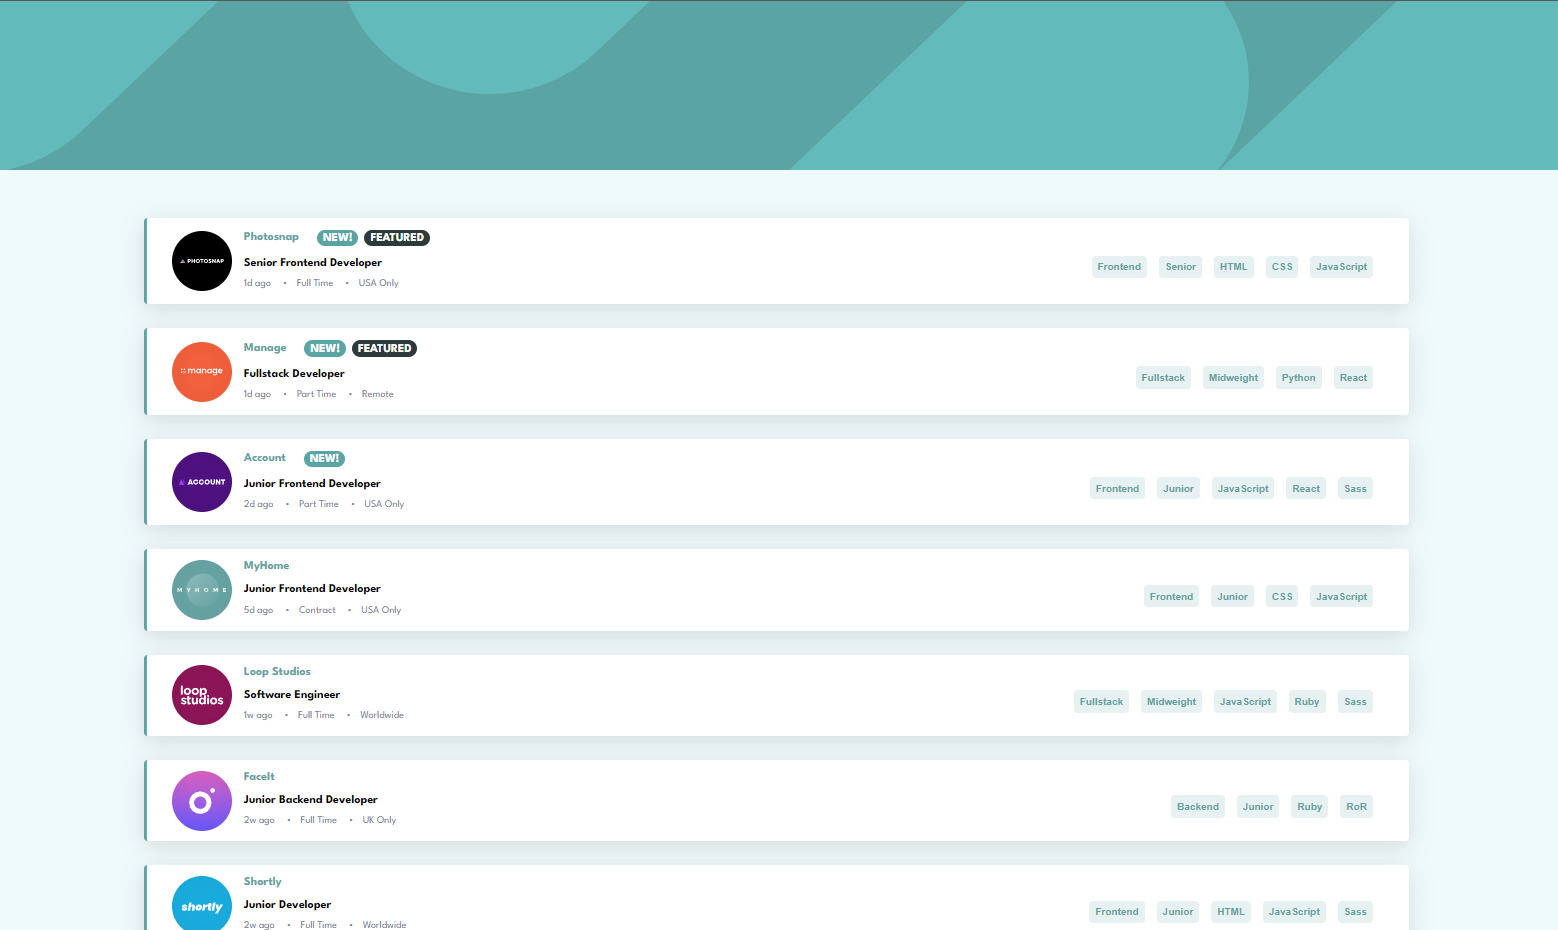 Photosnap NEW! FEATURED
PHOTOSNAP
Senior Frontend Developer
1d ago • Full Time • USA Only
Frontend Senior HTML CSS JavaScript
Manage NEW! FEATURED
manage
Fullstack Developer
1d ago • Part Time • Remote
Fullstack Midweight Python React
Account NEW!
ACCOUNT
Junior Frontend Developer
2d ago • Part Time • USA Only
Frontend Junior JavaScript React Sass
MyHome
MYHOME
Junior Frontend Developer
5d ago • Contract • USA Only
Frontend Junior CSS JavaScript
Loop Studios
loop
studios
Software Engineer
1w ago • Full Time • Worldwide
Fullstack Midweight JavaScript Ruby Sass
FaceIt
Junior Backend Developer
2w ago • Full Time • UK Only
Backend Junior Ruby RoR
Shortly
shortly
Junior Developer
2w ago • Full Time • Worldwide
Frontend Junior HTML JavaScript Sass